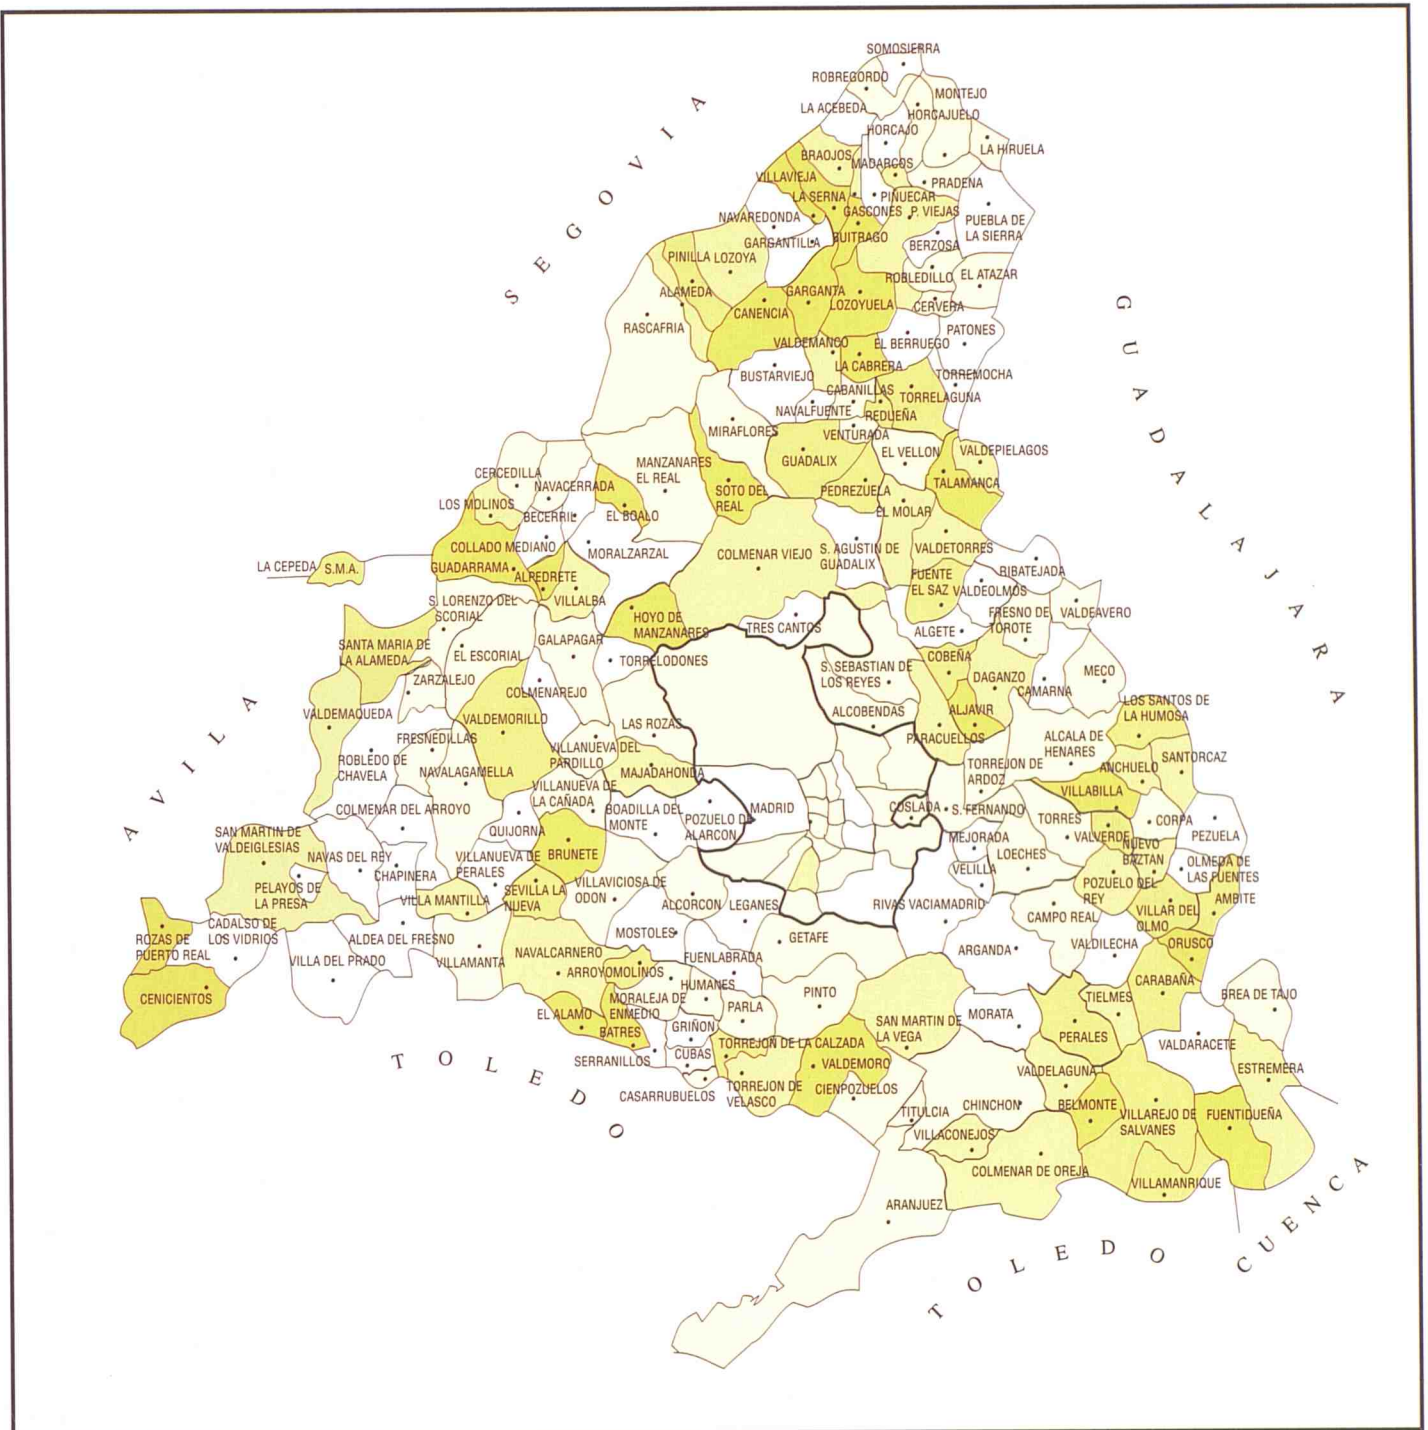 SOMOSIERRA
ROBREGORDO
MONTEJO
LA ACEBEDA
HORCAJUELO
HORCAJO
LA HIRUELA
BRAOJOS
MADARCOS
VILLAVIEJA
PRADENA
LA SERNA
PIÑUECAR
GASCONES
P. VIEJAS
NAVAREDONDA
PUEBLA DE
LA SIERRA
GARGANTILLA
BUITRAGO
BERZOSA
PINILLA
LOZOYA
ROBLEDILLO
EL ATAZAR
ALAMEDA
GARGANTA
LOZOYUELA
CERVERA
CANENCIA
RASCAFRIA
PATONES
VALDEMANCO
EL BERRUEGO
LA CABRERA
BUSTARVIEJO
TORREMOCHA
CABANILLAS
TORRELAGUNA
NAVALFUENTE
REDUEÑA
MIRAFLORES
VENTURADA
EL VELLON
VALDEPIELAGOS
GUADALIX
MANZANARES
EL REAL
CERCEDILLA
NAVACERRADA
SOTO DEL
REAL
PEDREZUELA
TALAMANCA
LOS MOLINOS
BECERRIL
EL BOALO
EL MOLAR
COLLADO MEDIANO
MORALZARZAL
COLMENAR VIEJO
S. AGUSTIN DE
GUADALIX
VALDETORRES
LA CEPEDA
S.M.A.
GUADARRAMA
ALPEDRETE
FUENTE
EL SAZ
VALDEOLMOS
RIBATEJADA
VILLALBA
S. LORENZO DEL
SCORIAL
HOYO DE
MANZANARES
TRES CANTOS
ALGETE
FRESNO DE
TOROTE
VALDEAVERO
SANTA MARIA DE
LA ALAMEDA
EL ESCORIAL
GALAPAGAR
TORRELODONES
S. SEBASTIAN DE
LOS REYES
COBEÑA
DAGANZO
CAMARNA
MECO
ZARZALEJO
COLMENAREJO
VALDEMAQUEDA
VALDEMORILLO
LAS ROZAS
ALCOBENDAS
ALJAVIR
LOS SANTOS DE
LA HUMOSA
FRESNEDILLAS
VILLANUEVA DEL
PARDILLO
PARACUELLOS
ALCALA DE
HENARES
ROBLEDO DE
CHAVELA
NAVALAGAMELLA
MAJADAHONDA
TORREJON DE
ARDOZ
ANCHUELO
SANTORCAZ
VILLANUEVA DE
LA CAÑADA
VILLABILLA
COLMENAR DEL ARROYO
BOADILLA DEL
MONTE
POZUELO DE
ALARCON
MADRID
COSLADA
S. FERNANDO
TORRES
CORPA
SAN MARTIN DE
VALDEIGLESIAS
QUIJORNA
MEJORADA
VALVERDE
PEZUELA
NAVAS DEL REY
VILLANUEVA DE
PERALES
BRUNETE
LOECHES
NUEVO
BAZTAN
OLMEDA DE
LAS FUENTES
CHAPINERA
VELILLA
PELAYOS DE
LA PRESA
VILLA MANTILLA
SEVILLA LA
NUEVA
VILLAVICIOSA DE
ODON
POZUELO DEL
REY
ALCORCON
LEGANES
RIVAS VACIAMADRID
CAMPO REAL
VILLAR DEL
OLMO
AMBITE
CADALSO DE
LOS VIDRIOS
ROZAS DE
PUERTO REAL
ALDEA DEL FRESNO
MOSTOLES
GETAFE
ARGANDA
VALDILECHA
ORUSCO
VILLA DEL PRADO
VILLAMANTA
NAVALCARNERO
FUENLABRADA
ARROYOMOLINOS
HUMANES
CARABAÑA
CENICIENTOS
MORALEJA DE
ENMEDIO
PARLA
PINTO
TIELMES
BREA DE TAJO
EL ALAMO
BATRES
GRIÑON
SAN MARTIN DE
LA VEGA
MORATA
PERALES
VALDARACETE
SERRANILLOS
CUBAS
TORREJON DE LA CALZADA
VALDEMORO
VALDELAGUNA
ESTREMERA
CASARRUBUELOS
TORREJON DE
VELASCO
CIENPOZUELOS
CHINCHON
BELMONTE
VILLAREJO DE
SALVANES
FUENTIDUEÑA
TITULCIA
VILLACONEJOS
COLMENAR DE OREJA
VILLAMANRIQUE
ARANJUEZ
SEGOVIA
GUADALAJARA
AVILA
TOLEDO
TOLEDO
CUENCA